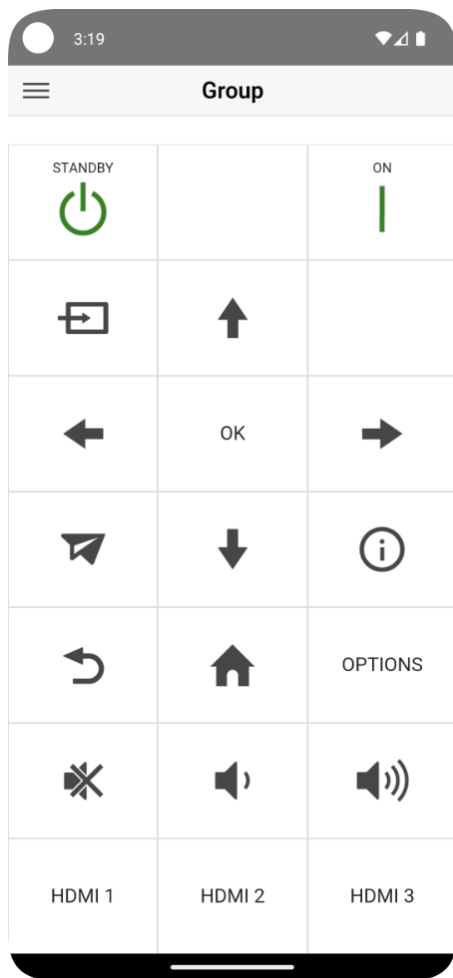 3:19
Group
STANDBY
ON
OK
OPTIONS
HDMI 1
HDMI 2
HDMI 3